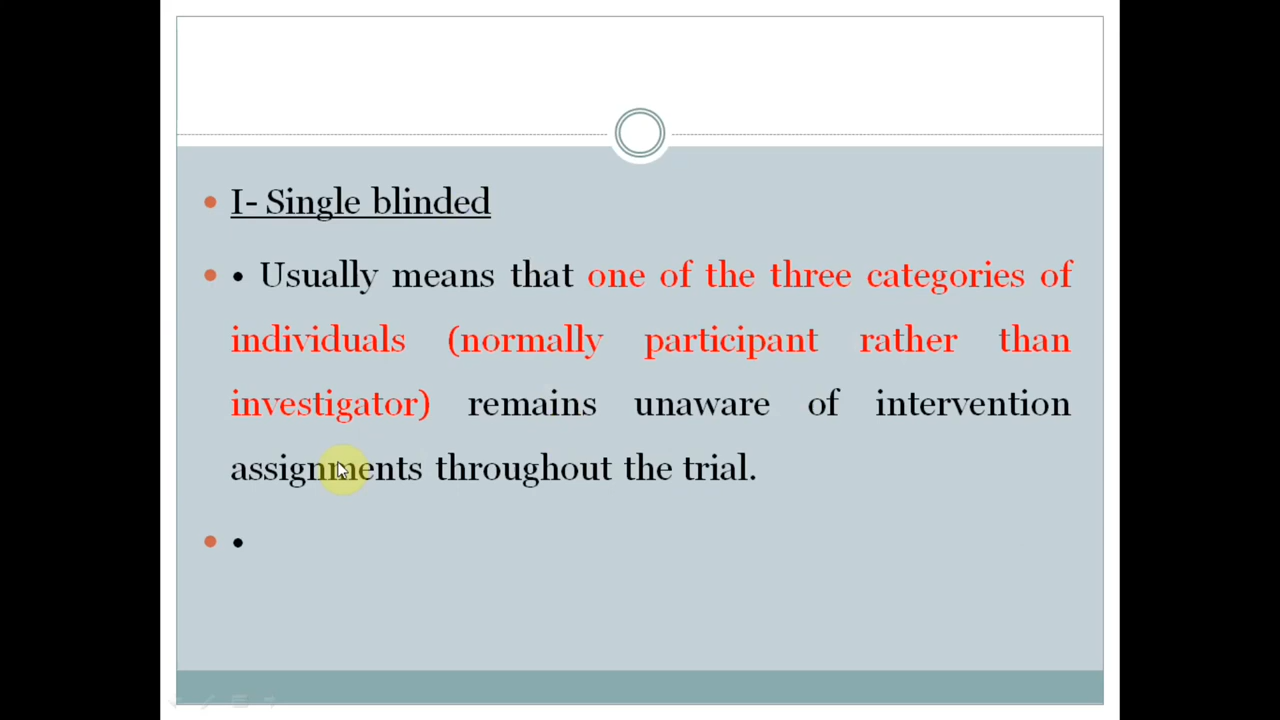 I- Single blinded
• Usually means that one of the three categories of
individuals (normally participant rather than
investigator) remains unaware of intervention
assignments throughout the trial.
•